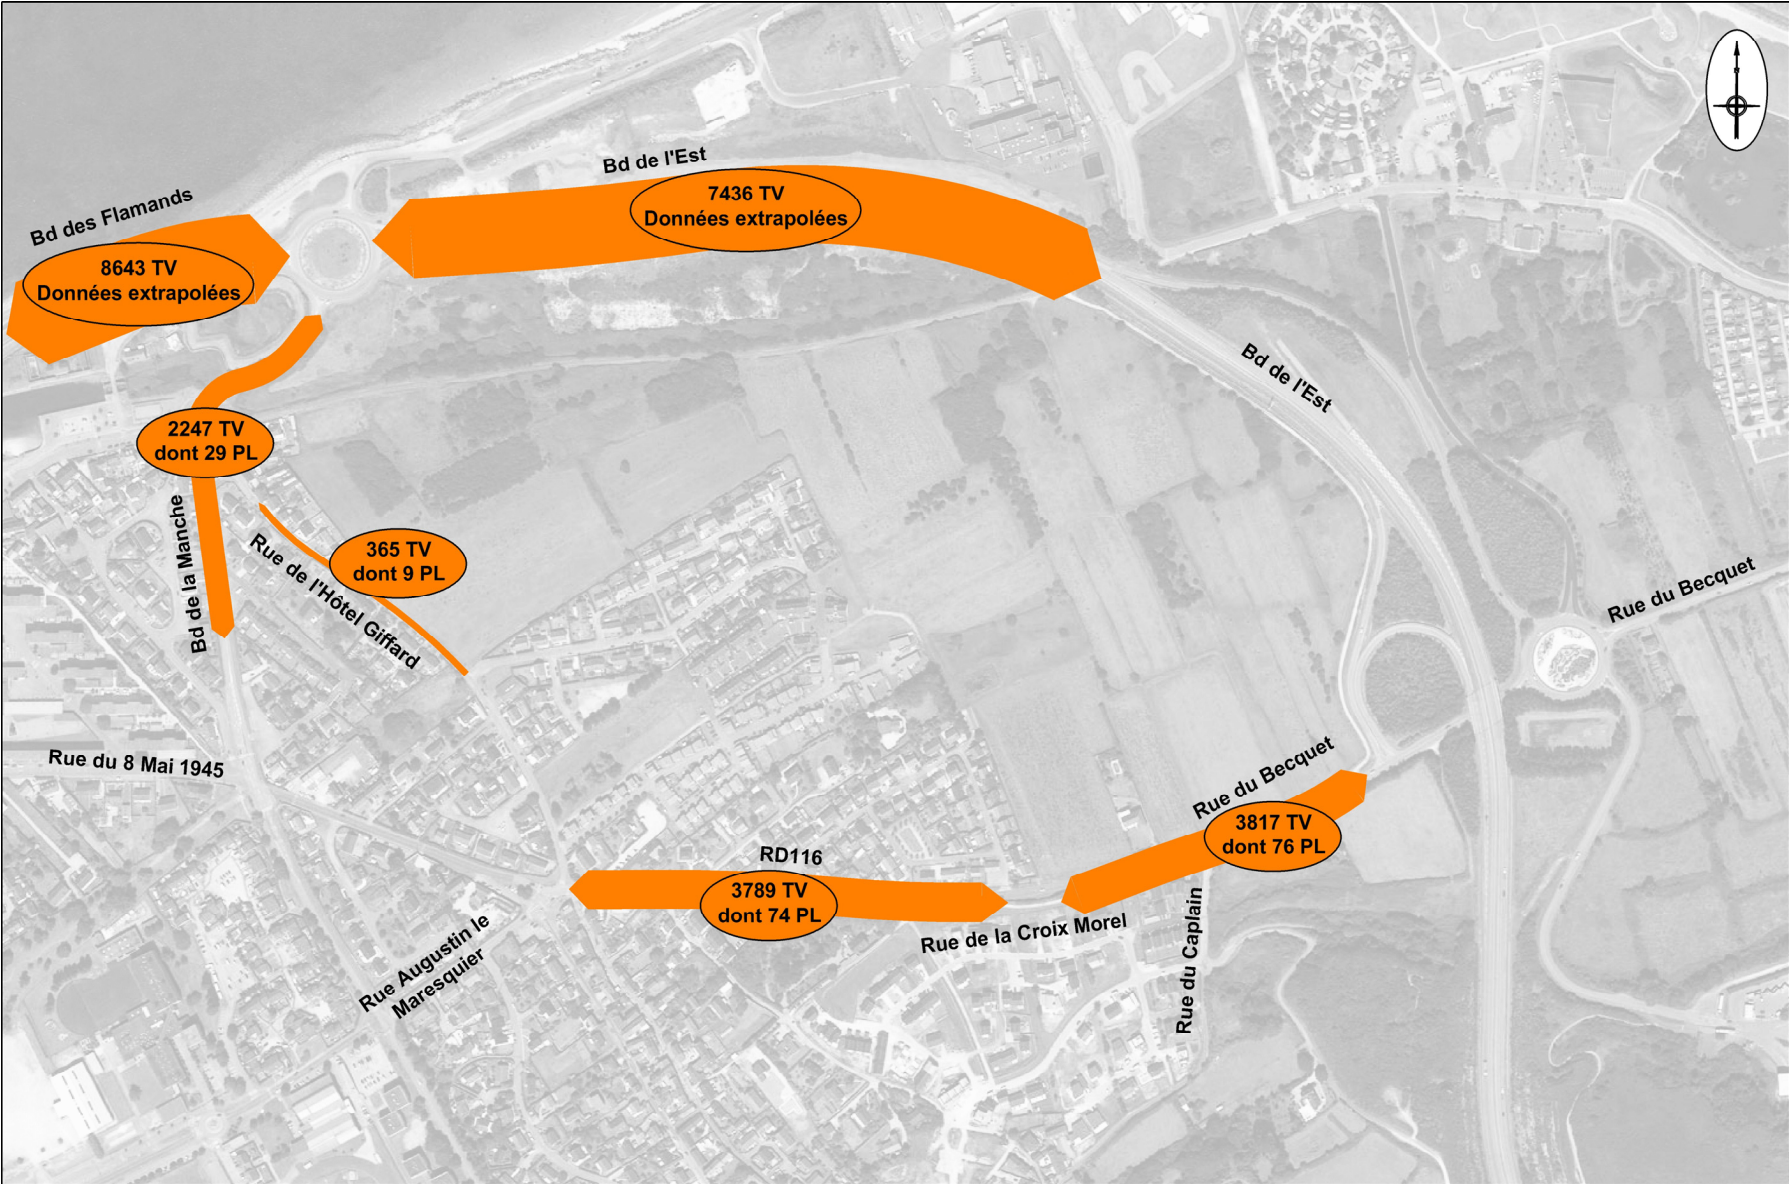 Bd de l'Est
7436 TV
Données extrapolées
Bd des Flamands
8643 TV
Données extrapolées
Bd de l'Est
2247 TV
dont 29 PL
Bd de la Manche
365 TV
dont 9 PL
Rue de l'Hôtel Giffard
Rue du Becquet
Rue du 8 Mai 1945
Rue du Becquet
3817 TV
dont 76 PL
RD116
3789 TV
dont 74 PL
Rue de la Croix Morel
Rue du Caplain
Rue Augustin le
Maresquier